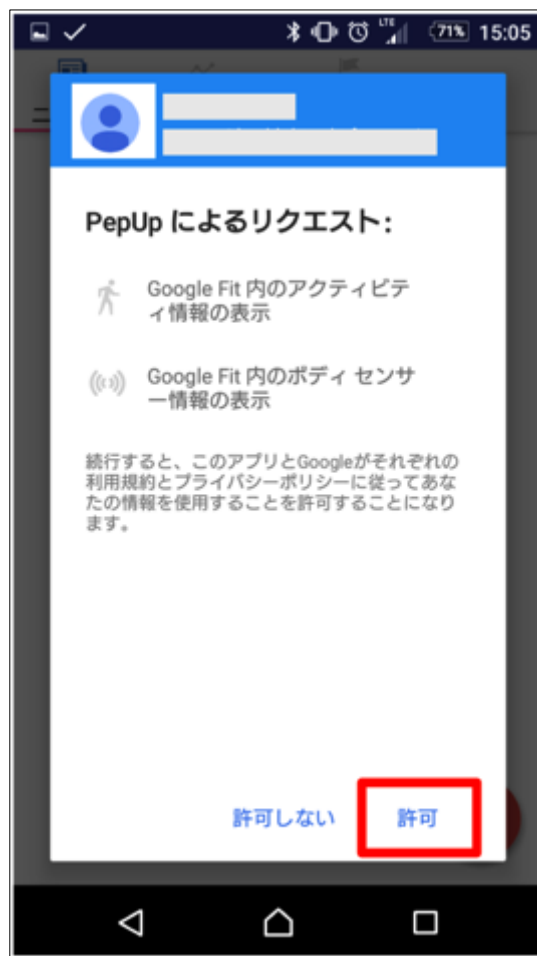 LTE 71% 15:05
PepUp によるリクエスト:
Google Fit 内のアクティビテ
ィ情報の表示
Google Fit 内のボディ センサ
ー情報の表示
続行すると、このアプリとGoogleがそれぞれの
利用規約とプライバシーポリシーに従ってあな
たの情報を使用することを許可することになり
ます。
許可しない 許可